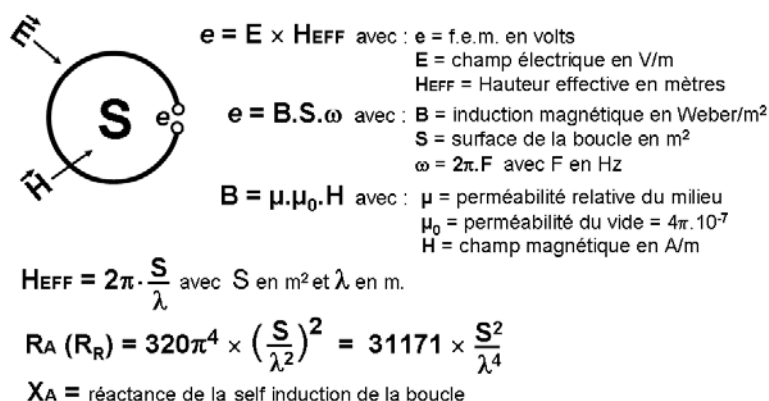 E
e = E × HEFF avec : e = f.e.m. en volts
E = champ électrique en V/m
HEFF = Hauteur effective en mètres
S
e
e = B.S.ω avec : B = induction magnétique en Weber/m²
S = surface de la boucle en m²
ω = 2π.F avec F en Hz
H
B = µ.µ₀.H avec : µ = perméabilité relative du milieu
µ₀ = perméabilité du vide = 4π.10⁻⁷
H = champ magnétique en A/m
HEFF = 2π · S/λ avec S en m² et λ en m.
RA (RR) = 320π⁴ × (S/λ²)² = 31171 × S²/λ⁴
XA = réactance de la self induction de la boucle